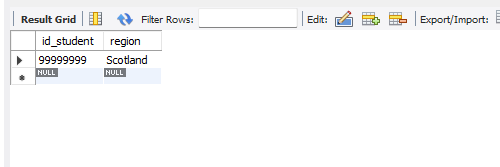 Result Grid Filter Rows: Edit: Export/Import:
id_student region
99999999 Scotland
NULL NULL